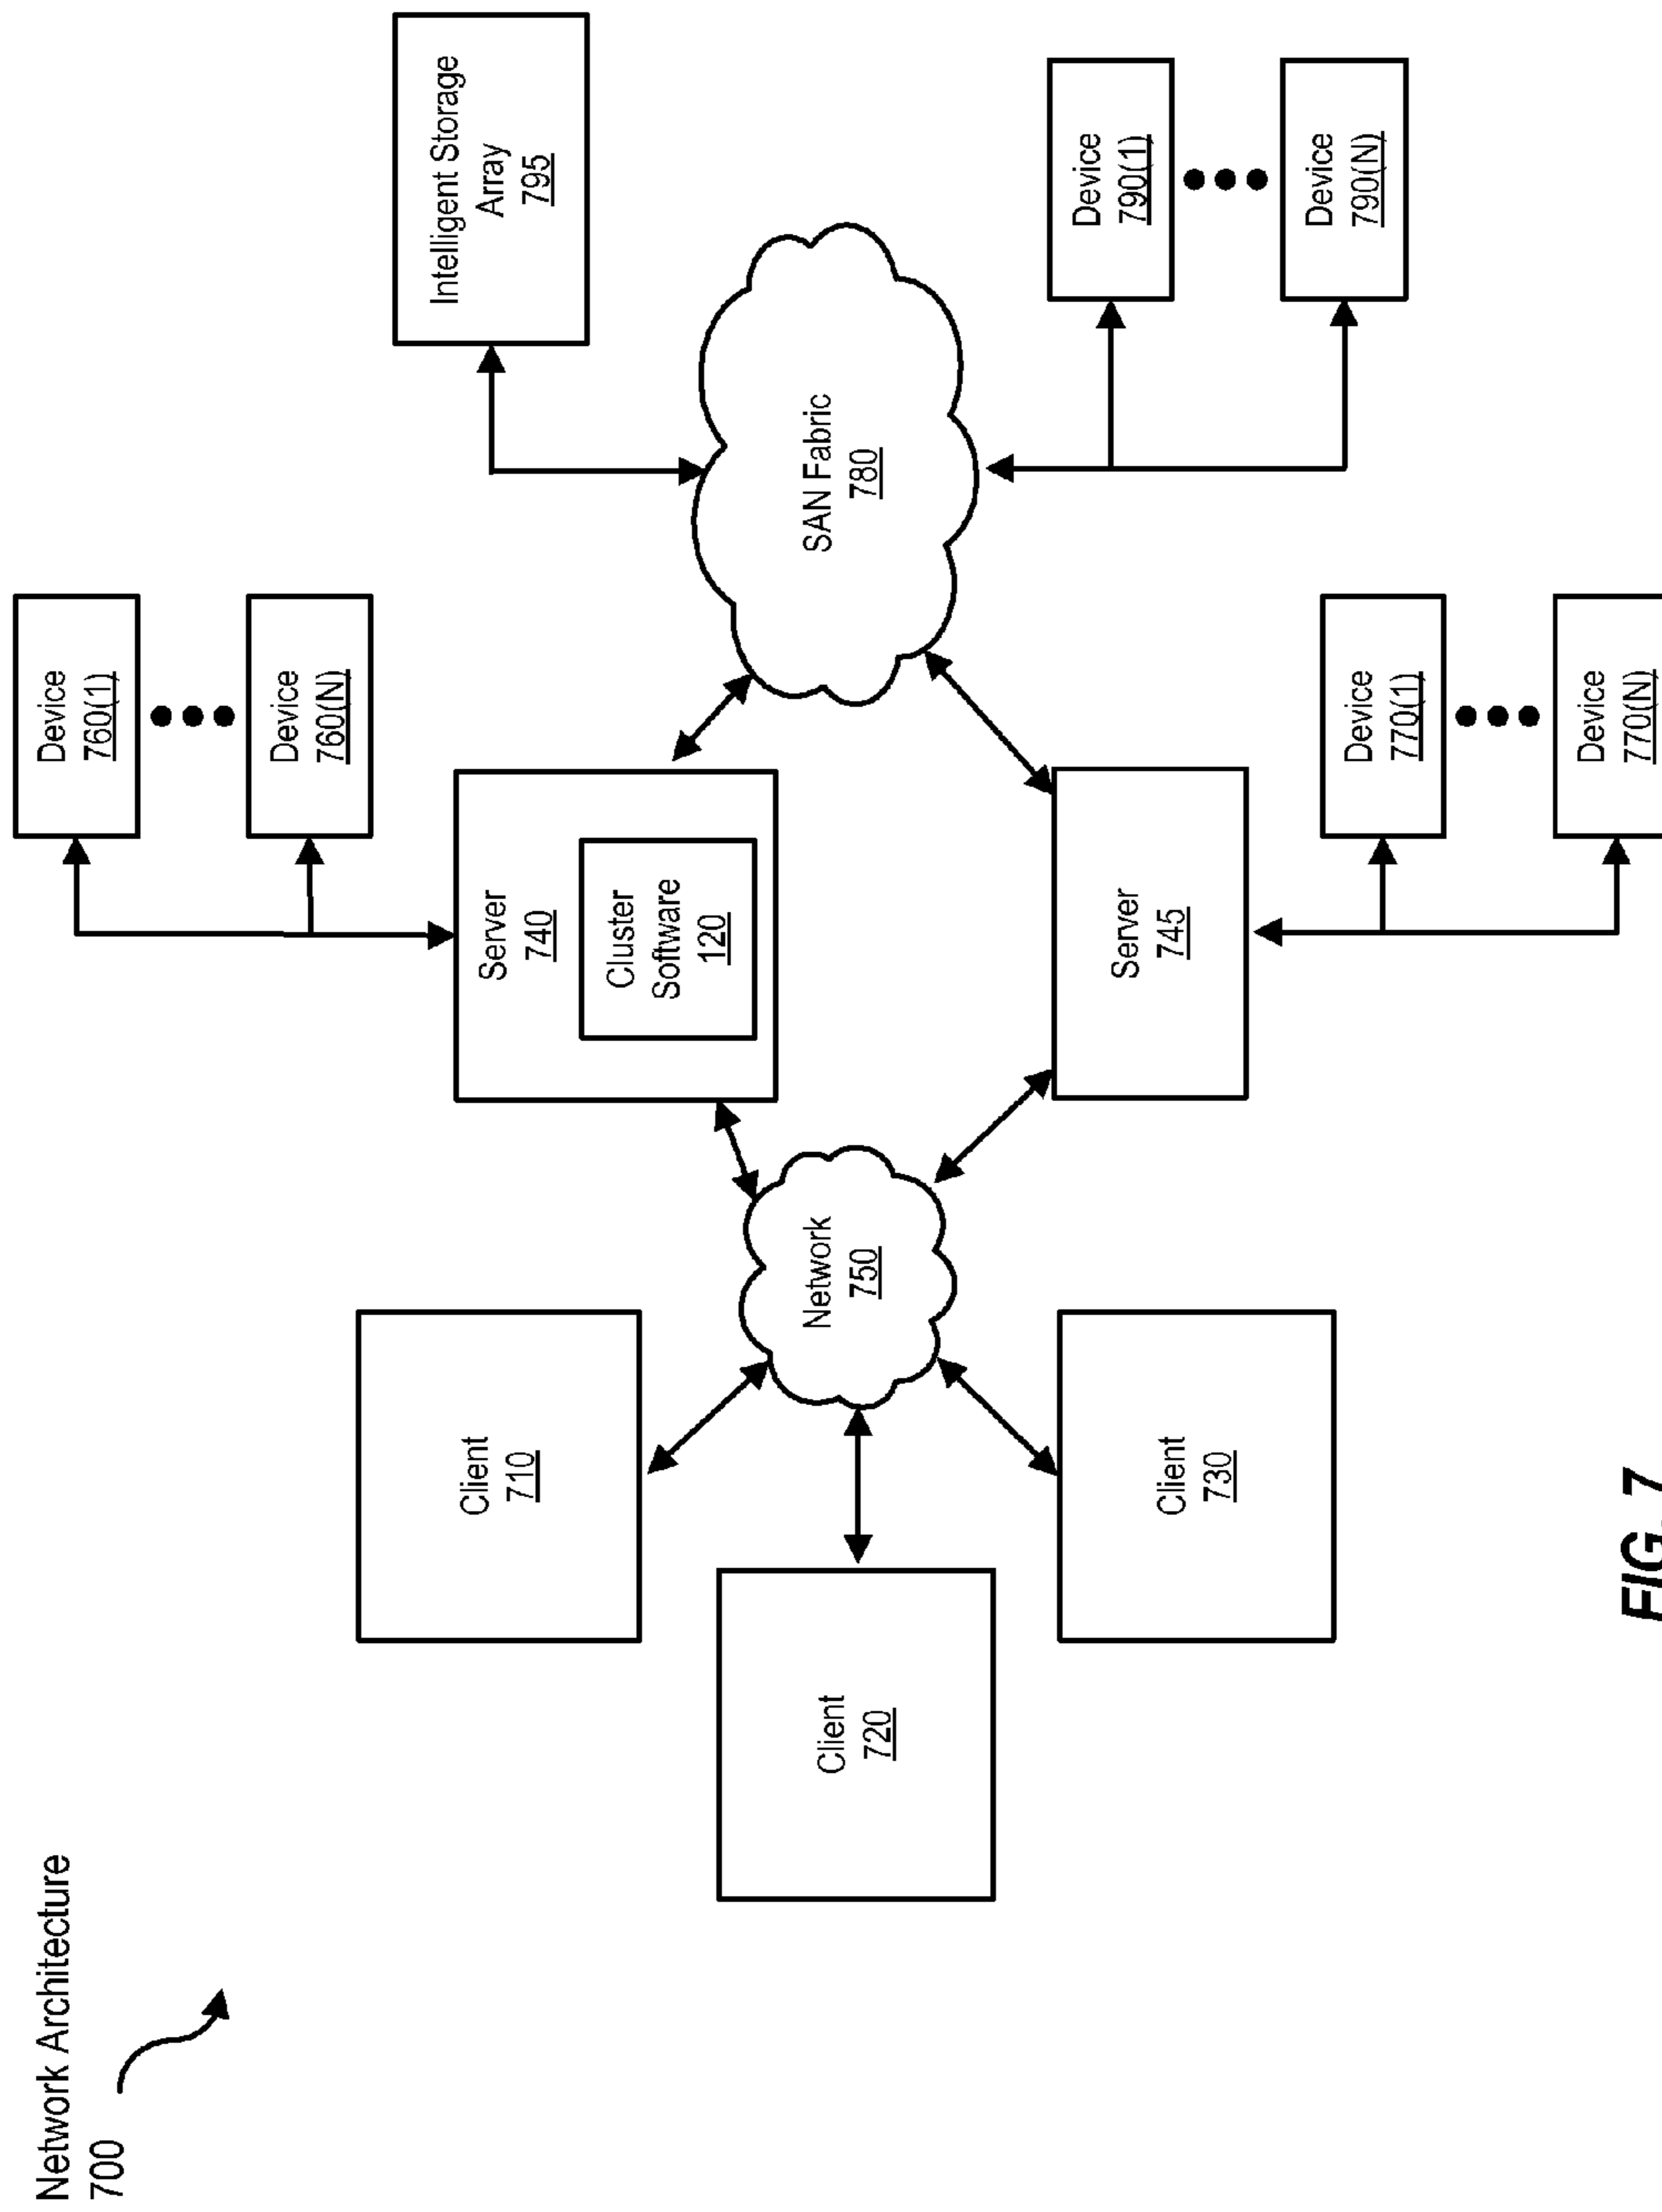 Network Architecture
700
Device
760(1)
Device
760(N)
Intelligent Storage
Array
795
Client
710
Server
740
Cluster
Software
120
Client
720
Network
750
SAN Fabric
780
Client
730
Server
745
Device
790(1)
Device
790(N)
Device
770(1)
Device
770(N)
FIG. 7